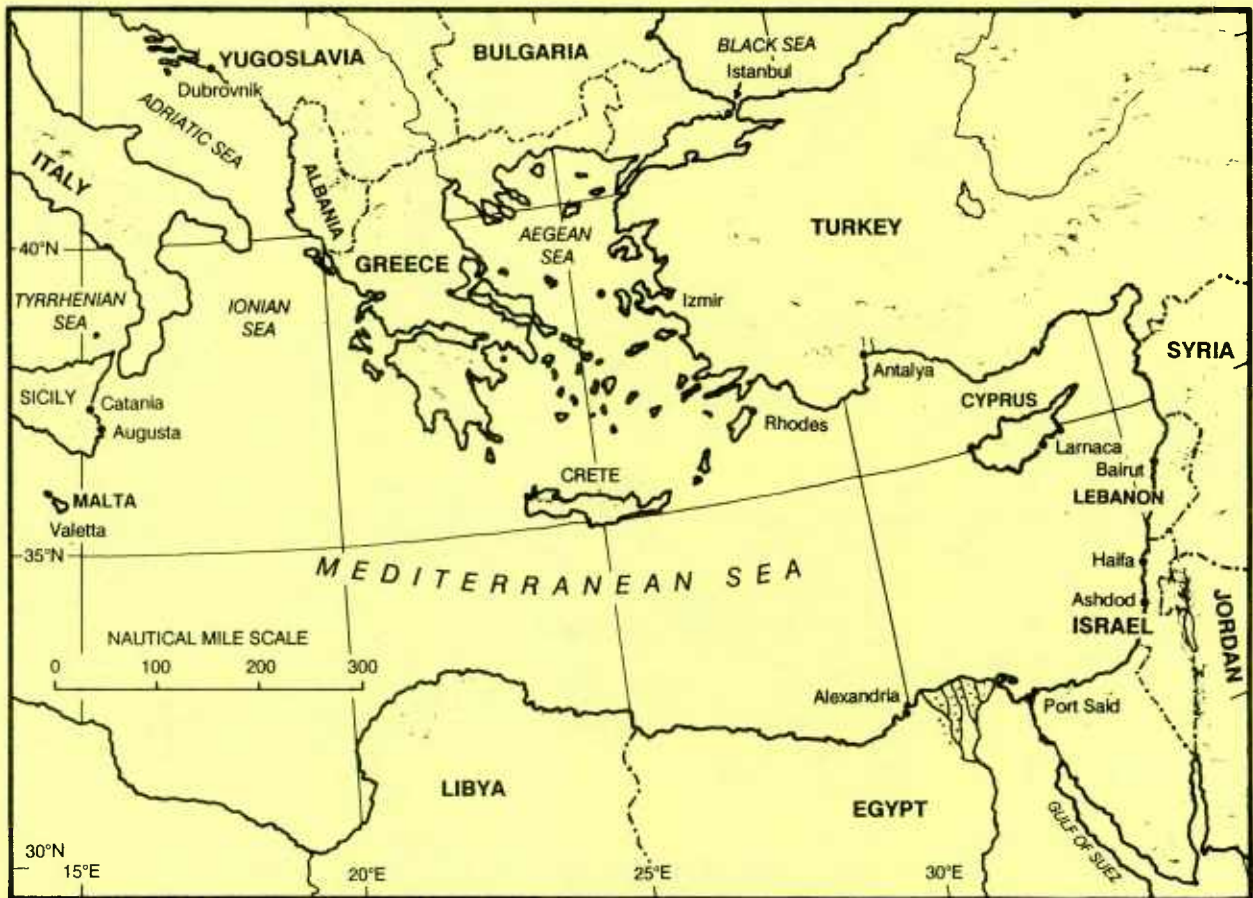 BLACK SEA
Istanbul
YUGOSLAVIA
BULGARIA
Dubrovnik
ADRIATIC SEA
ITALY
ALBANIA
TURKEY
AEGEAN
SEA
40°N
GREECE
TYRRHENIAN
SEA
IONIAN
SEA
Izmir
SYRIA
Antalya
SICILY
Catania
Augusta
CYPRUS
Rhodes
Larnaca
Bairut
CRETE
LEBANON
MALTA
Valetta
35°N
MEDITERRANEAN SEA
Haifa
Ashdod
ISRAEL
JORDAN
NAUTICAL MILE SCALE
0 100 200 300
Alexandria
Port Said
LIBYA
EGYPT
GULF OF SUEZ
30°N
15°E
20°E
25°E
30°E